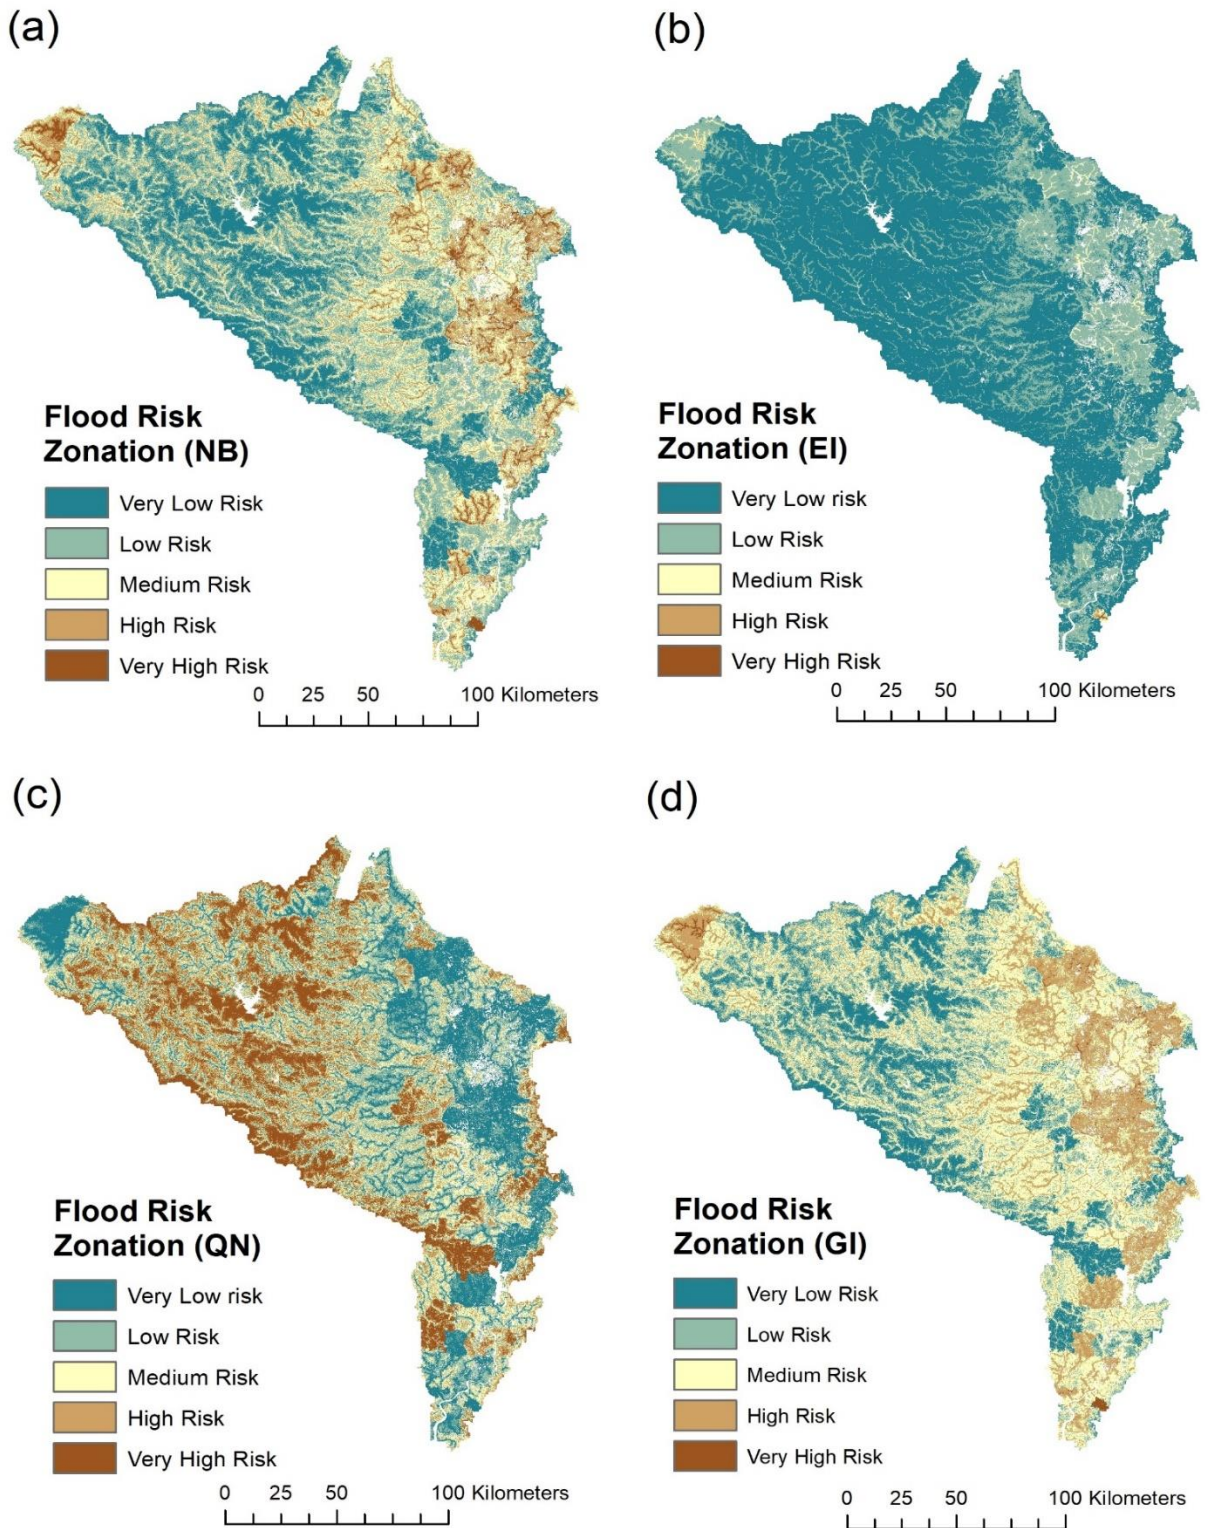 (a)
Flood Risk
Zonation (NB)
Very Low Risk
Low Risk
Medium Risk
High Risk
Very High Risk
0 25 50 100 Kilometers
(b)
Flood Risk
Zonation (EI)
Very Low risk
Low Risk
Medium Risk
High Risk
Very High Risk
0 25 50 100 Kilometers
(c)
Flood Risk
Zonation (QN)
Very Low risk
Low Risk
Medium Risk
High Risk
Very High Risk
0 25 50 100 Kilometers
(d)
Flood Risk
Zonation (GI)
Very Low Risk
Low Risk
Medium Risk
High Risk
Very High Risk
0 25 50 100 Kilometers